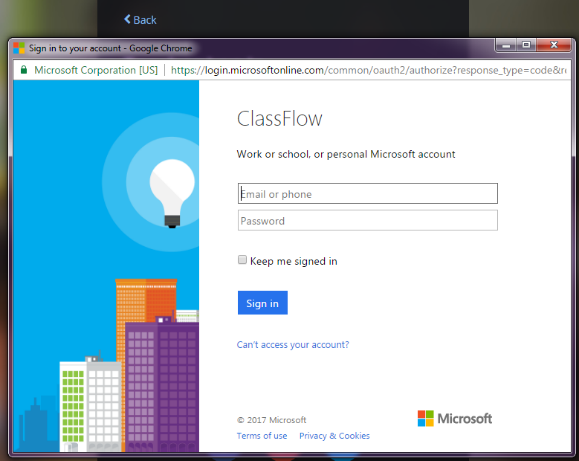 Back
Sign in to your account - Google Chrome
Microsoft Corporation [US] | https://login.microsoftonline.com/common/oauth2/authorize?response_type=code&re
ClassFlow
Work or school, or personal Microsoft account
Email or phone
Password
Keep me signed in
Sign in
Can't access your account?
© 2017 Microsoft
Microsoft
Terms of use Privacy & Cookies